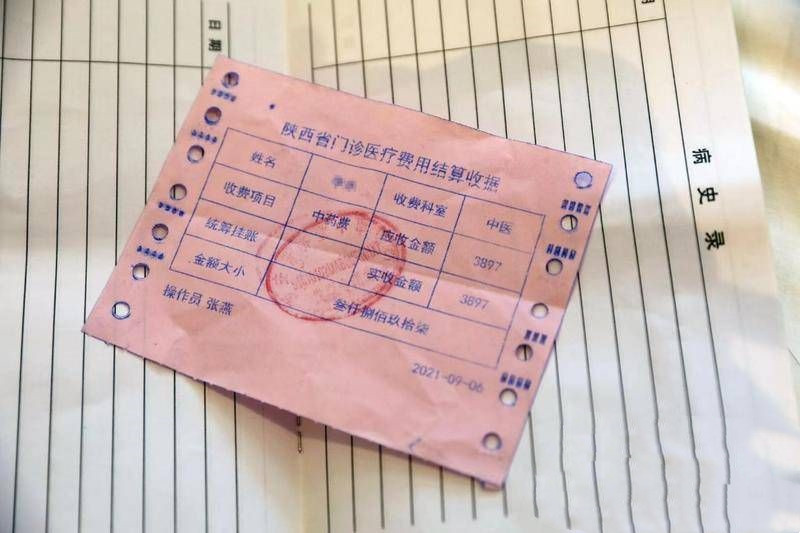 日期
病史录
陕西省门诊医疗费用结算收据
姓名 收费科室 中医
收费项目 中药费 应收金额 3897
统筹挂账 实收金额 3897
金额大小 叁仟捌佰玖拾柒
操作员 张燕
2021-09-06